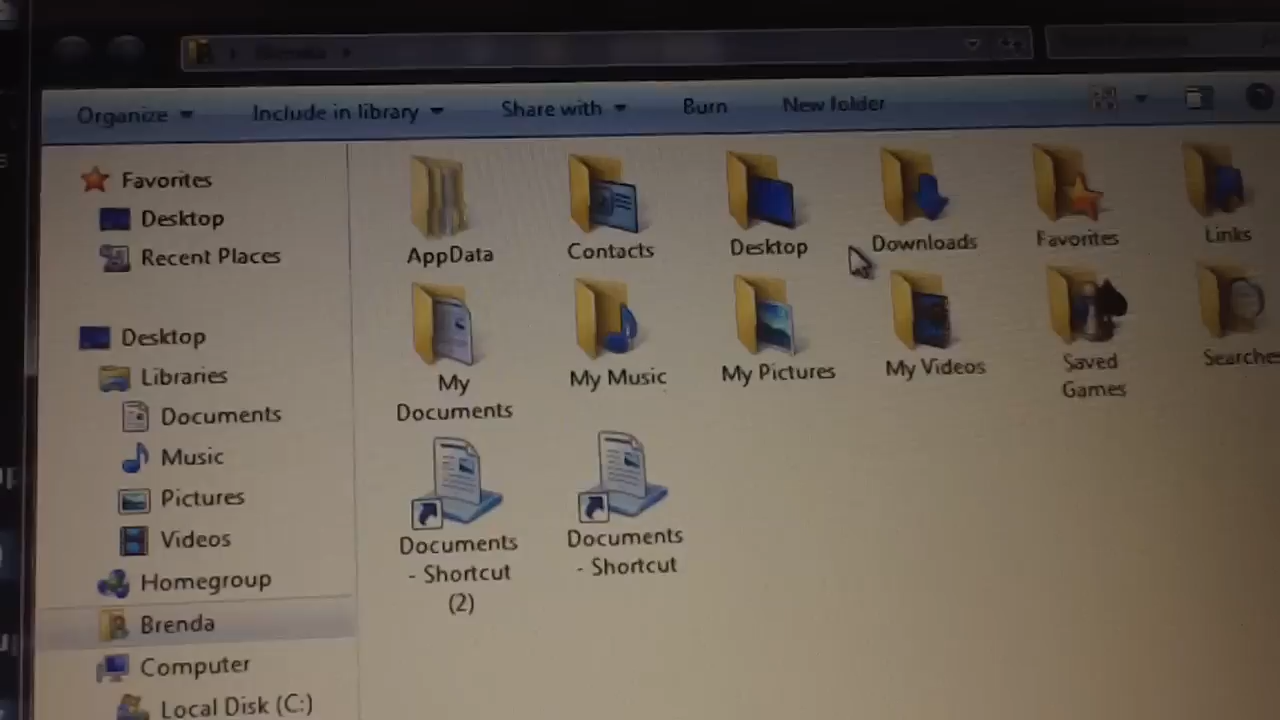 Brenda
Organize
Include in library
Share with
Burn
New folder
Favorites
Desktop
Recent Places
Desktop
Libraries
Documents
Music
Pictures
Videos
Homegroup
Brenda
Computer
Local Disk (C:)
AppData
Contacts
Desktop
Downloads
Favorites
Links
My
Documents
My Music
My Pictures
My Videos
Saved
Games
Searches
Documents
- Shortcut
(2)
Documents
- Shortcut